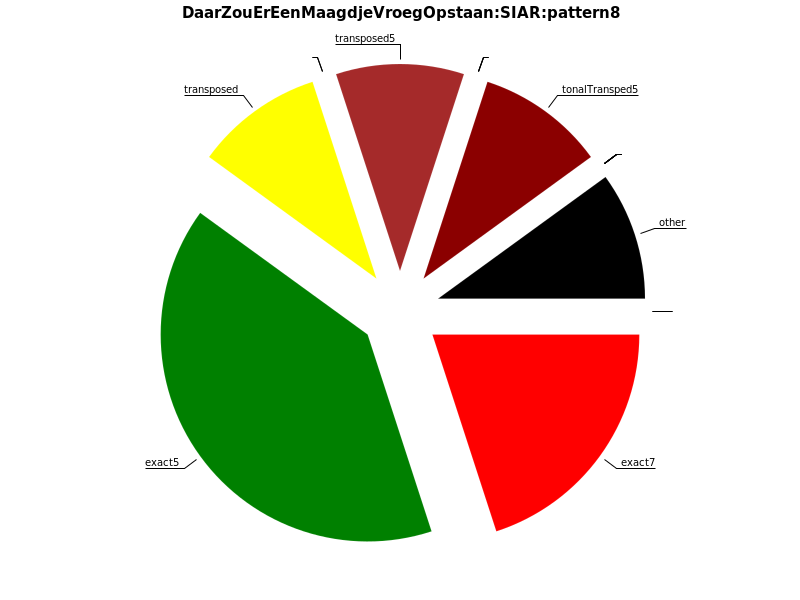 DaarZouErEenMaagdjeVroegOpstaan:SIAR:pattern8
transposed5
transposed
tonalTransped5
other
exact5
exact7